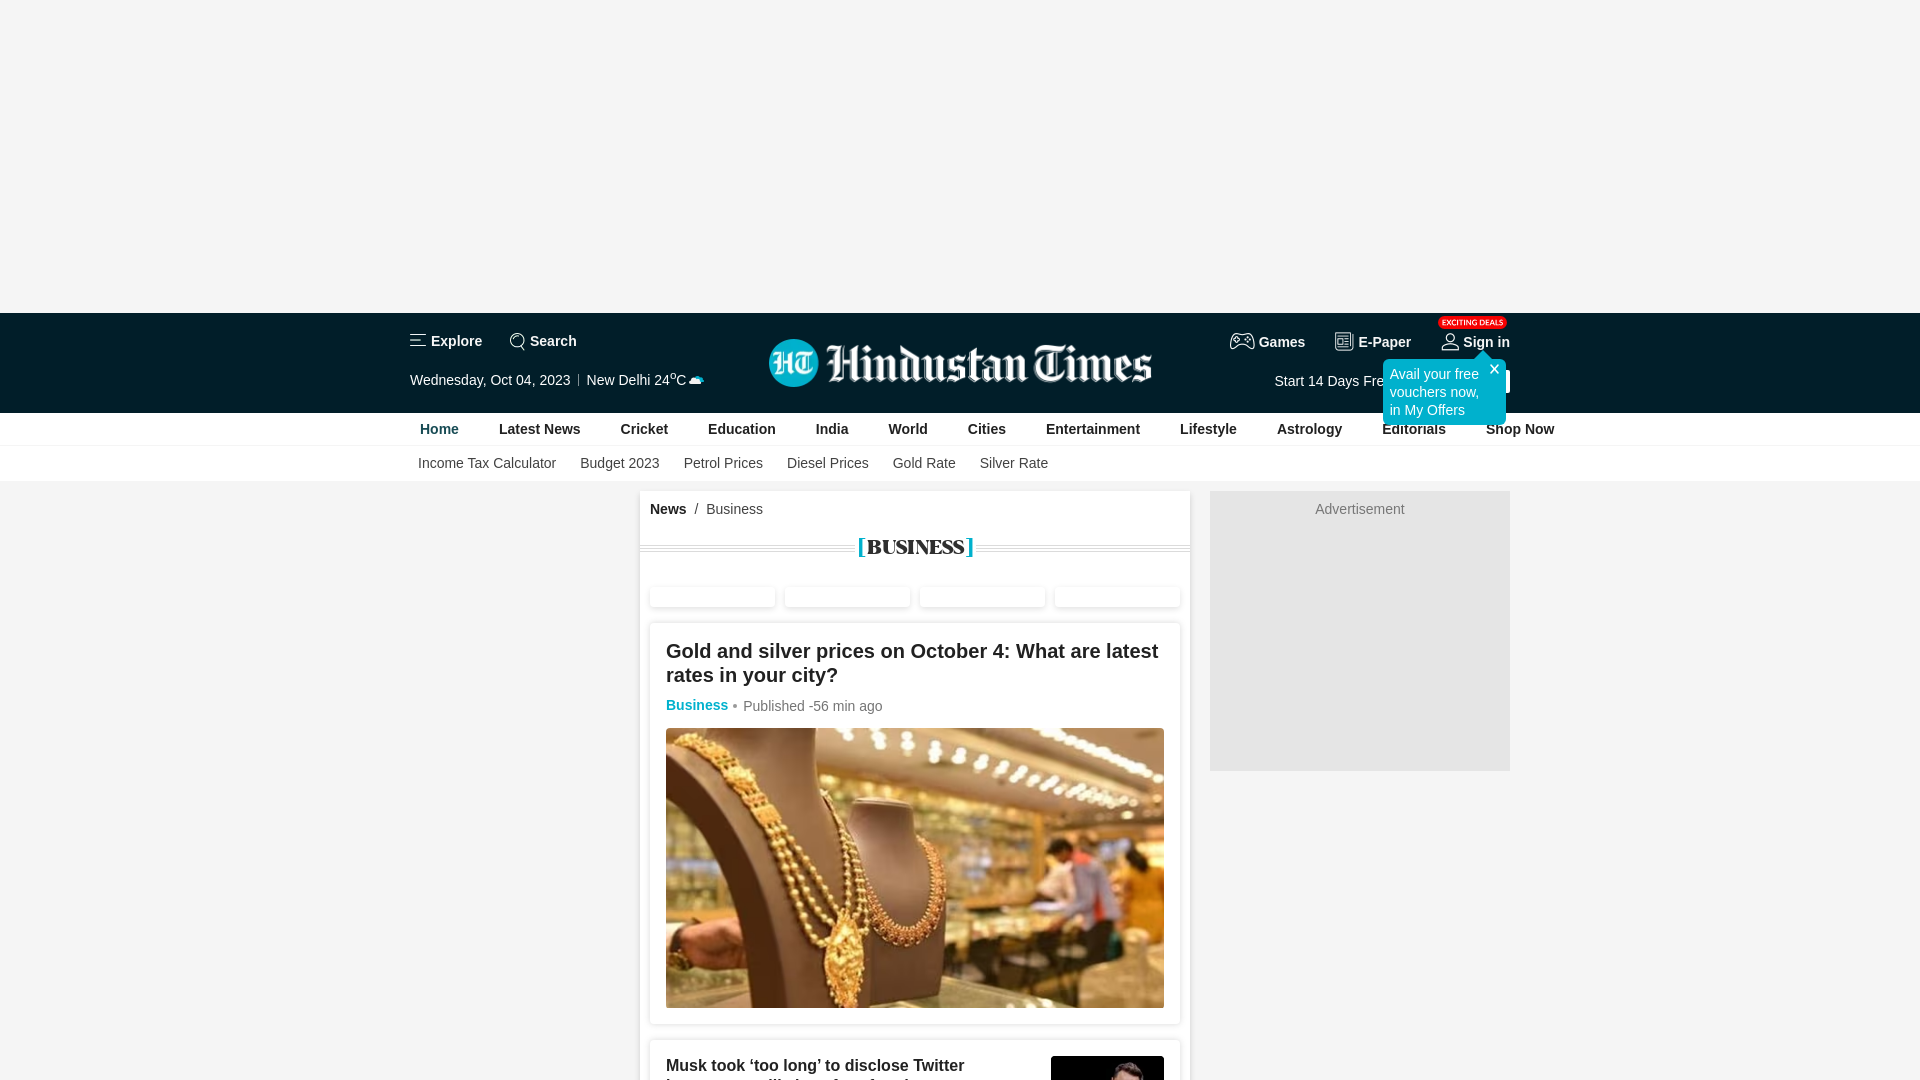 Explore
Search
Wednesday, Oct 04, 2023
New Delhi 24°C
HT Hindustan Times
Games
E-Paper
EXCITING DEALS
Sign in
Start 14 Days Fre
Avail your free
vouchers now,
in My Offers
Home
Latest News
Cricket
Education
India
World
Cities
Entertainment
Lifestyle
Astrology
Editorials
Shop Now
Income Tax Calculator
Budget 2023
Petrol Prices
Diesel Prices
Gold Rate
Silver Rate
News / Business
[BUSINESS]
Gold and silver prices on October 4: What are latest
rates in your city?
Business • Published -56 min ago
Musk took ‘too long’ to disclose Twitter
Advertisement